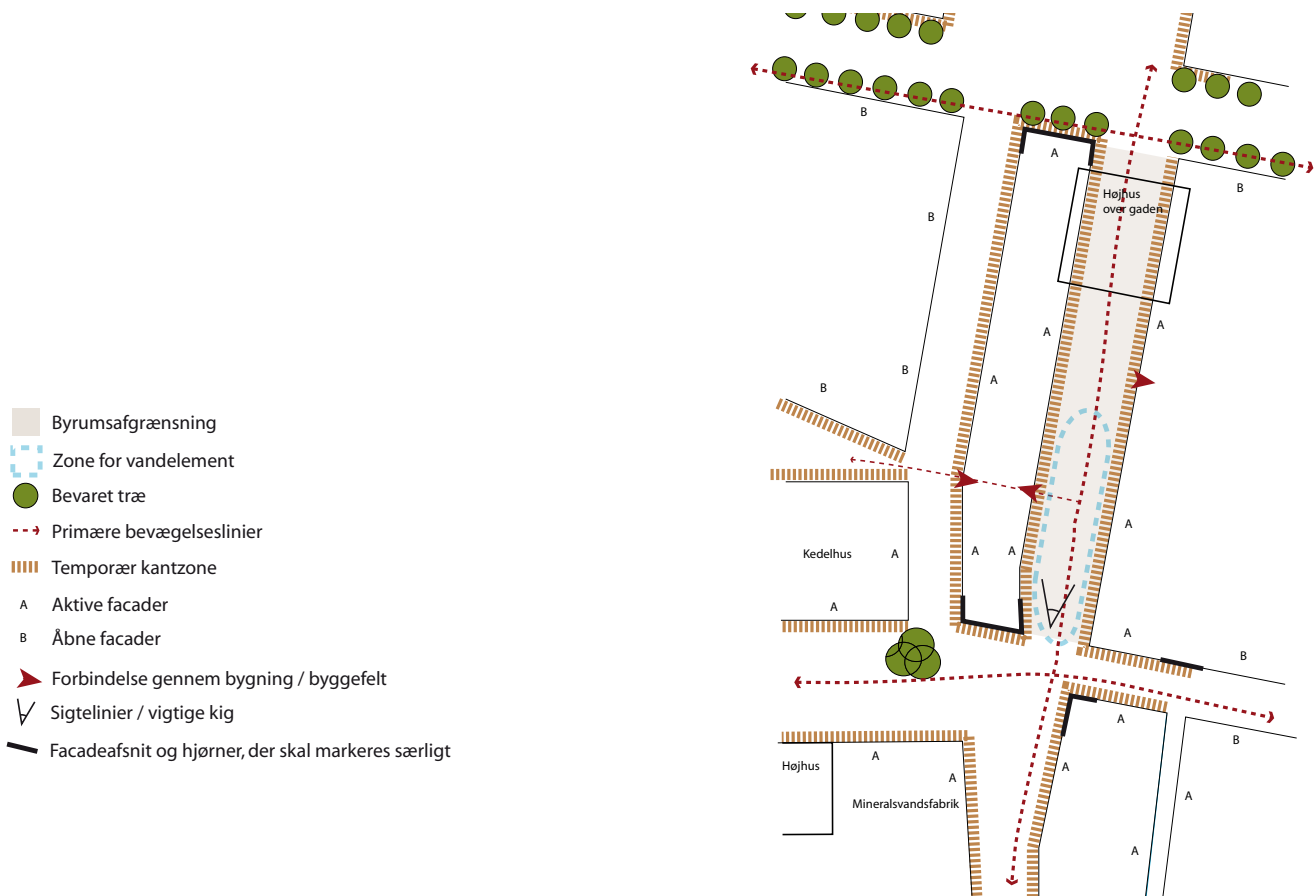 Byrumsafgrænsning
Zone for vandelement
Bevaret træ
Primære bevægelseslinier
Temporær kantzone
A Aktive facader
B Åbne facader
Forbindelse gennem bygning / byggefelt
Sigtelinier / vigtige kig
Facadeafsnit og hjørner, der skal markeres særligt
B
A
B
Højhus
over gaden
B
A
A
B
A
B
A
Kedelhus
A
A
A
A
A
B
A
A
B
A
A
Højhus
A
A
Mineralsvandsfabrik
A